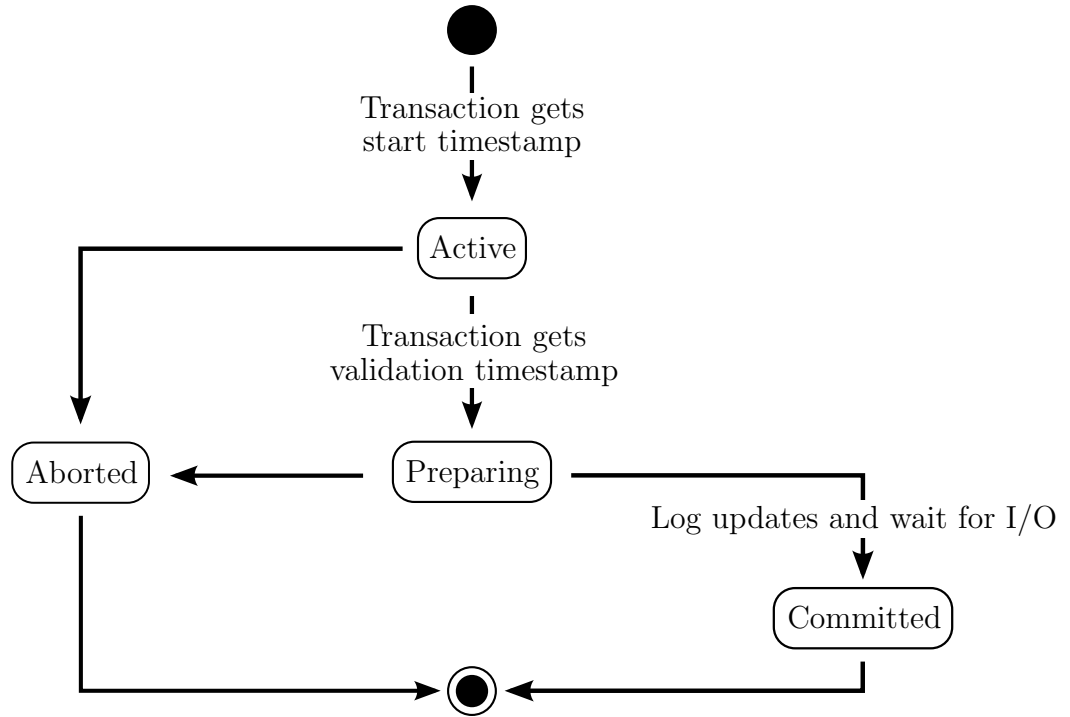 Transaction gets
start timestamp
Active
Transaction gets
validation timestamp
Aborted
Preparing
Log updates and wait for I/O
Committed